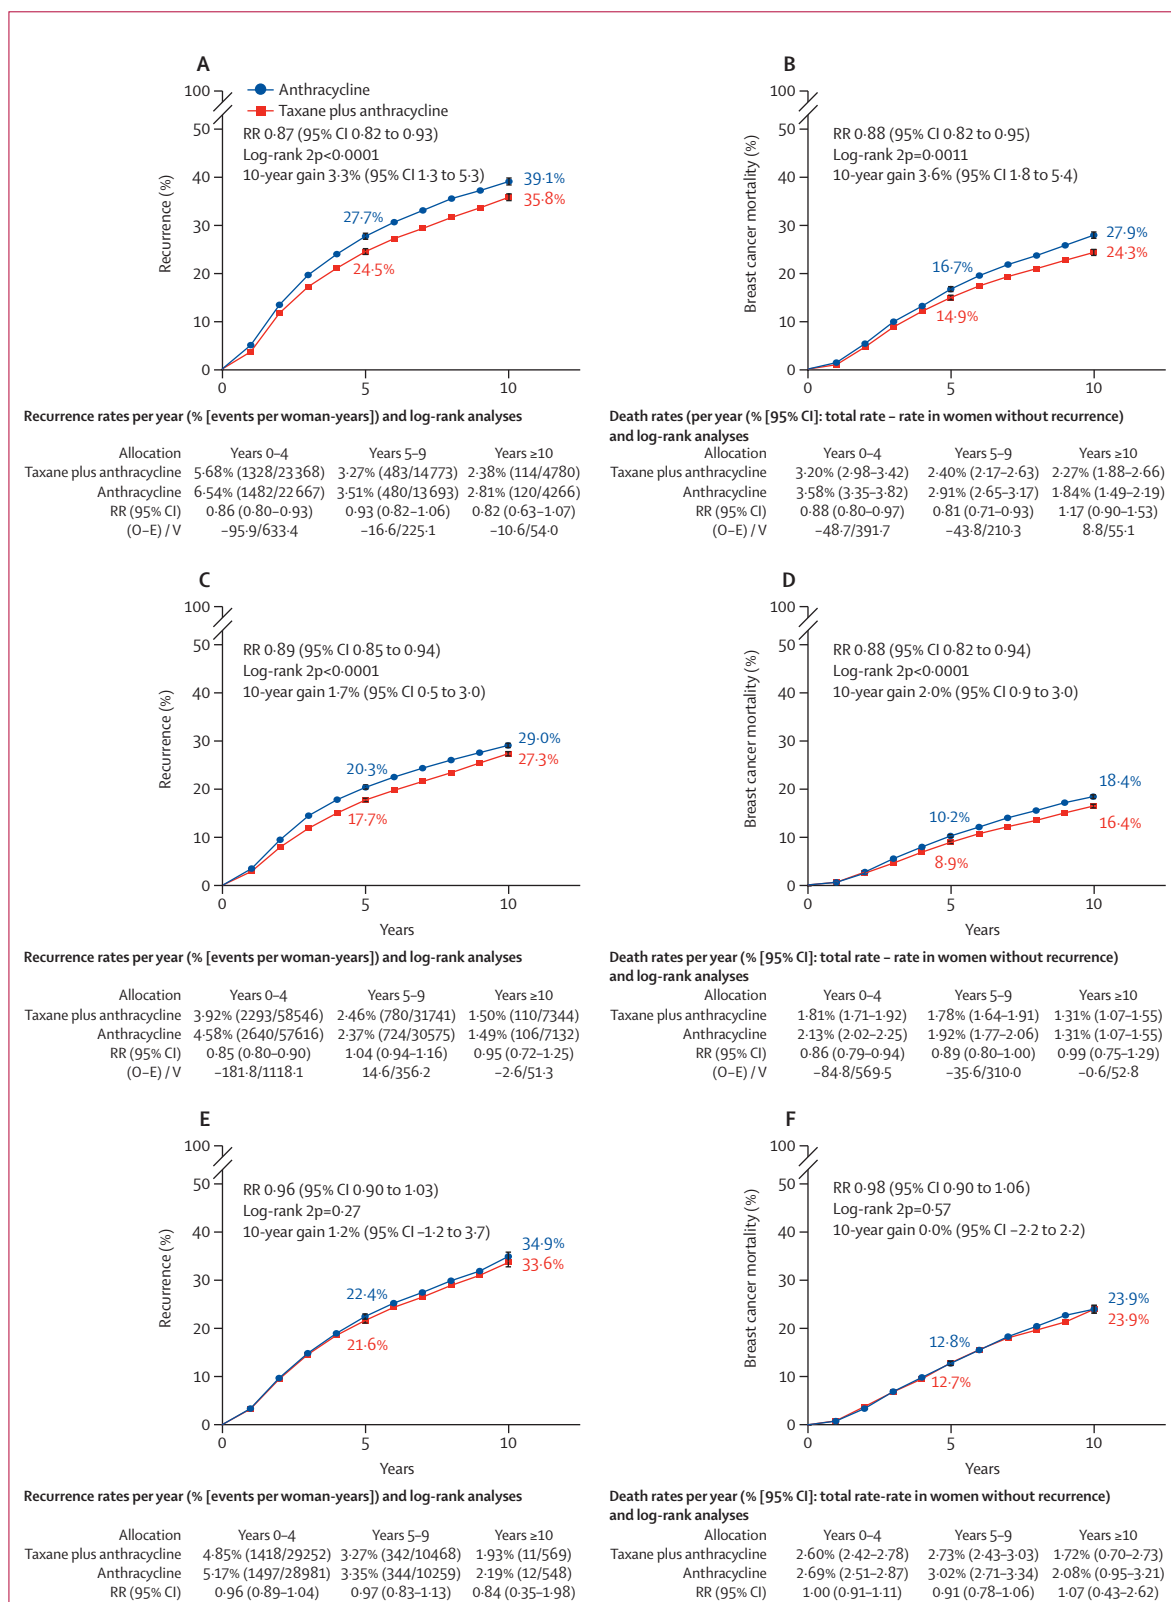 A
100
Anthracycline
Taxane plus anthracycline
50
RR 0·87 (95% CI 0·82 to 0·93)
Log-rank 2p<0·0001
10-year gain 3·3% (95% CI 1·3 to 5·3)
40
39·1%
35·8%
Recurrence (%)
30
27·7%
24·5%
20
10
0
0
5
10
Recurrence rates per year (% [events per woman-years]) and log-rank analyses
Allocation Years 0–4 Years 5–9 Years ≥10
Taxane plus anthracycline 5·68% (1328/23368) 3·27% (483/14773) 2·38% (114/4780)
Anthracycline 6·54% (1482/22 667) 3·51% (480/13 693) 2·81% (120/4266)
RR (95% CI) 0·86 (0·80–0·93) 0·93 (0·82–1·06) 0·82 (0·63–1·07)
(O–E) / V –95·9/633·4 –16·6/225·1 –10·6/54·0
B
100
50
RR 0·88 (95% CI 0·82 to 0·95)
Log-rank 2p=0·0011
10-year gain 3·6% (95% CI 1·8 to 5·4)
40
Breast cancer mortality (%)
30
27·9%
24·3%
20
16·7%
14·9%
10
0
0
5
10
Death rates (per year (% [95% CI]: total rate – rate in women without recurrence)
and log-rank analyses
Allocation Years 0–4 Years 5–9 Years ≥10
Taxane plus anthracycline 3·20% (2·98–3·42) 2·40% (2·17–2·63) 2·27% (1·88–2·66)
Anthracycline 3·58% (3·35–3·82) 2·91% (2·65–3·17) 1·84% (1·49–2·19)
RR (95% CI) 0·88 (0·80–0·97) 0·81 (0·71–0·93) 1·17 (0·90–1·53)
(O–E) / V –48·7/391·7 –43·8/210·3 8·8/55·1
C
100
50
RR 0·89 (95% CI 0·85 to 0·94)
Log-rank 2p<0·0001
10-year gain 1·7% (95% CI 0·5 to 3·0)
40
Recurrence (%)
30
29·0%
27·3%
20
20·3%
17·7%
10
0
0
5
10
Years
Recurrence rates per year (% [events per woman-years]) and log-rank analyses
Allocation Years 0–4 Years 5–9 Years ≥10
Taxane plus anthracycline 3·92% (2293/58546) 2·46% (780/31741) 1·50% (110/7344)
Anthracycline 4·58% (2640/57616) 2·37% (724/30575) 1·49% (106/7132)
RR (95% CI) 0·85 (0·80–0·90) 1·04 (0·94–1·16) 0·95 (0·72–1·25)
(O–E) / V –181·8/1118·1 14·6/356·2 –2·6/51·3
D
100
50
RR 0·88 (95% CI 0·82 to 0·94)
Log-rank 2p<0·0001
10-year gain 2·0% (95% CI 0·9 to 3·0)
40
Breast cancer mortality (%)
30
20
18·4%
16·4%
10·2%
8·9%
10
0
0
5
10
Years
Death rates per year (% [95% CI]: total rate – rate in women without recurrence)
and log-rank analyses
Allocation Years 0–4 Years 5–9 Years ≥10
Taxane plus anthracycline 1·81% (1·71–1·92) 1·78% (1·64–1·91) 1·31% (1·07–1·55)
Anthracycline 2·13% (2·02–2·25) 1·92% (1·77–2·06) 1·31% (1·07–1·55)
RR (95% CI) 0·86 (0·79–0·94) 0·89 (0·80–1·00) 0·99 (0·75–1·29)
(O–E) / V –84·8/569·5 –35·6/310·0 –0·6/52·8
E
100
50
RR 0·96 (95% CI 0·90 to 1·03)
Log-rank 2p=0·27
10-year gain 1·2% (95% CI –1·2 to 3·7)
40
34·9%
33·6%
Recurrence (%)
30
22·4%
21·6%
20
10
0
0
5
10
Years
Recurrence rates per year (% [events per woman-years]) and log-rank analyses
Allocation Years 0–4 Years 5–9 Years ≥10
Taxane plus anthracycline 4·85% (1418/29252) 3·27% (342/10468) 1·93% (11/569)
Anthracycline 5·17% (1497/28981) 3·35% (344/10259) 2·19% (12/548)
RR (95% CI) 0·96 (0·89–1·04) 0·97 (0·83–1·13) 0·84 (0·35–1·98)
F
100
50
RR 0·98 (95% CI 0·90 to 1·06)
Log-rank 2p=0·57
10-year gain 0·0% (95% CI –2·2 to 2·2)
40
Breast cancer mortality (%)
30
23·9%
23·9%
20
12·8%
12·7%
10
0
0
5
10
Years
Death rates per year (% [95% CI]: total rate-rate in women without recurrence)
and log-rank analyses
Allocation Years 0–4 Years 5–9 Years ≥10
Taxane plus anthracycline 2·60% (2·42–2·78) 2·73% (2·43–3·03) 1·72% (0·70–2·73)
Anthracycline 2·69% (2·51–2·87) 3·02% (2·71–3·34) 2·08% (0·95–3·21)
RR (95% CI) 1·00 (0·91–1·11) 0·91 (0·78–1·06) 1·07 (0·43–2·62)